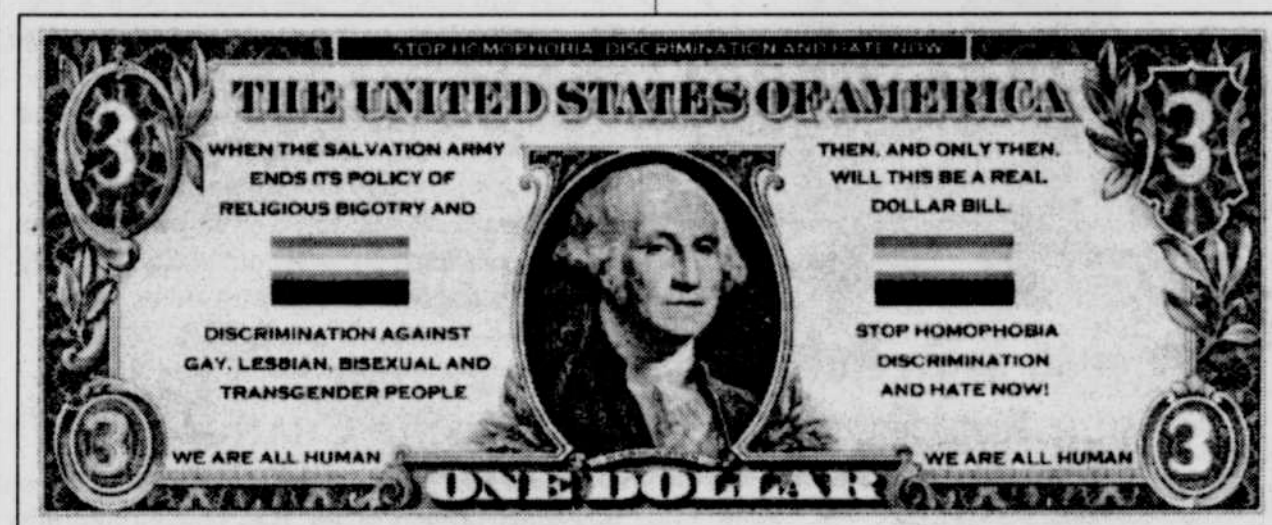 STOP HOMOPHOBIA, DISCRIMINATION AND HATE NOW
THE UNITED STATES OF AMERICA
3
3
WHEN THE SALVATION ARMY
ENDS ITS POLICY OF
RELIGIOUS BIGOTRY AND
DISCRIMINATION AGAINST
GAY, LESBIAN, BISEXUAL AND
TRANSGENDER PEOPLE
THEN, AND ONLY THEN,
WILL THIS BE A REAL
DOLLAR BILL.
STOP HOMOPHOBIA
DISCRIMINATION
AND HATE NOW!
3
WE ARE ALL HUMAN
WE ARE ALL HUMAN
3
ONE DOLLAR